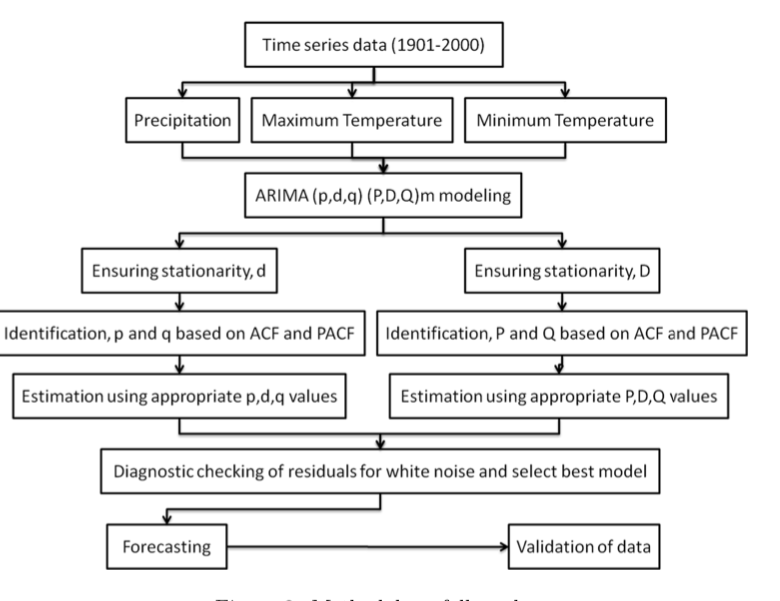 Time series data (1901-2000)
Precipitation
Maximum Temperature
Minimum Temperature
ARIMA (p,d,q) (P,D,Q)m modeling
Ensuring stationarity, d
Ensuring stationarity, D
Identification, p and q based on ACF and PACF
Identification, P and Q based on ACF and PACF
Estimation using appropriate p,d,q values
Estimation using appropriate P,D,Q values
Diagnostic checking of residuals for white noise and select best model
Forecasting
Validation of data